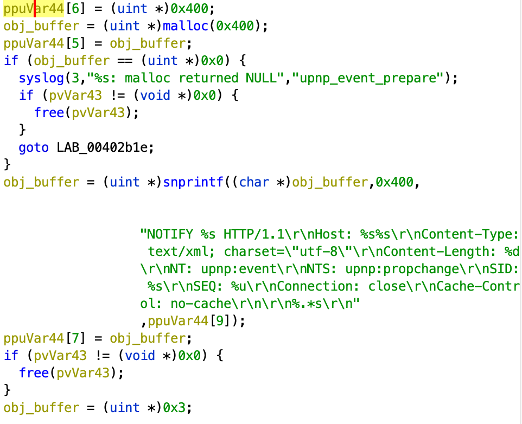 ppuVar44[6] = (uint *)0x400;
obj_buffer = (uint *)malloc(0x400);
ppuVar44[5] = obj_buffer;
if (obj_buffer == (uint *)0x0) {
  syslog(3,"%s: malloc returned NULL","upnp_event_prepare");
  if (pvVar43 != (void *)0x0) {
    free(pvVar43);
  }
  goto LAB_00402b1e;
}
obj_buffer = (uint *)snprintf((char *)obj_buffer,0x400,
"NOTIFY %s HTTP/1.1\r\nHost: %s%s\r\nContent-Type:
text/xml; charset=\"utf-8\"\r\nContent-Length: %d
\r\nNT: upnp:event\r\nNTS: upnp:propchange\r\nSID:
%s\r\nSEQ: %u\r\nConnection: close\r\nCache-Contr
ol: no-cache\r\n\r\n%.*s\r\n"
,ppuVar44[9]);
ppuVar44[7] = obj_buffer;
if (pvVar43 != (void *)0x0) {
  free(pvVar43);
}
obj_buffer = (uint *)0x3;